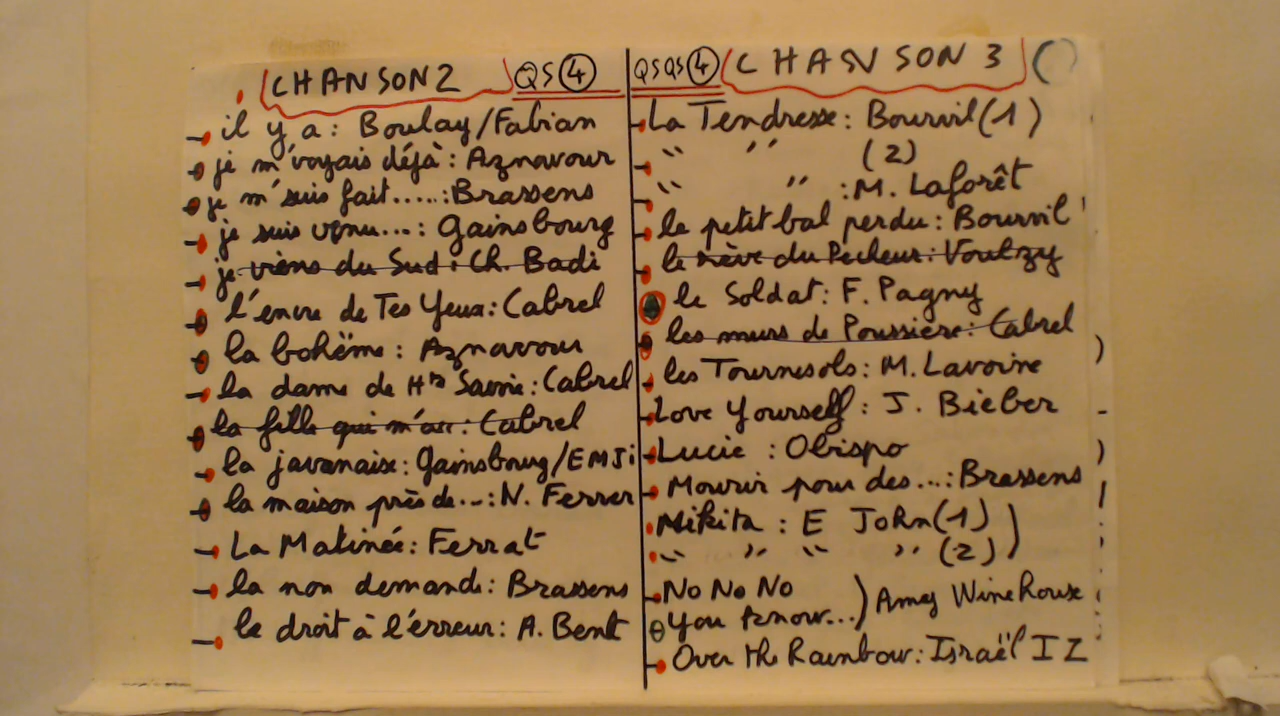 CHANSON 2 QS 4
il y a : Boulay/Fabian
je m'voyais déjà : Aznavour
je m'suis fait.....: Brassens
je suis venu...: Gainsbourg
je viens du Sud : Ch. Badi
l'encre de Tes Yeux : Cabrel
la bohème : Aznavour
la dame de Hte Savoie : Cabrel
la fille qui m'acc : Cabrel
la javanaise : Gainsbourg/EMJi
la maison près de...: N. Ferrer
La Matinée : Ferrat
la non demande : Brassens
le droit à l'érreur : A. Bent
QSQS 4 CHANSON 3
La Tendresse : Bourvil (1)
" " (2)
" " : M. Laforêt
le petit bal perdu : Bourvil
le rêve du Pecheur : Voulzy
le Soldat : F. Pagny
les murs de Poussière : Cabrel
les Tournesols : M. Lavoine
Love Yourself : J. Bieber
Lucie : Obispo
Mourir pour des...: Brassens
Nikita : E JoHn (1)
" " " " (2)
No No No
You know...) Amy WineHouse
Over the Rainbow : Israël I Z